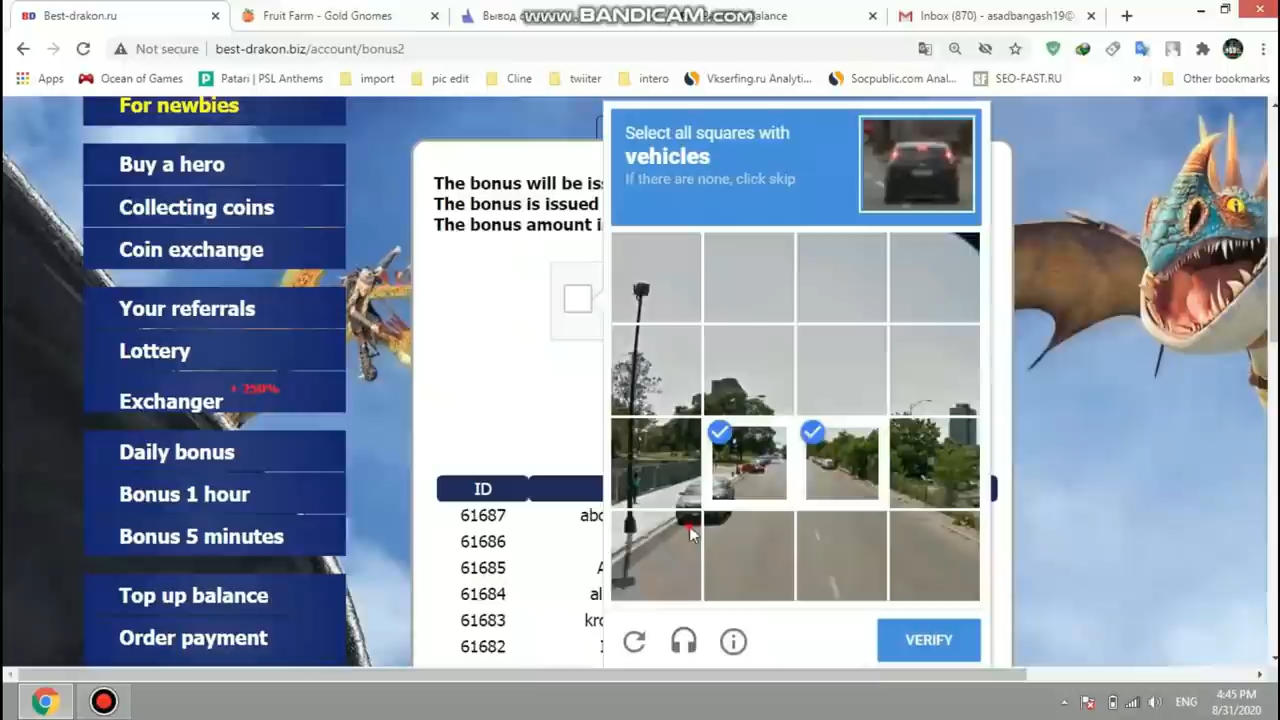 Best-drakon.ru
Fruit Farm - Gold Gnomes
Вывод
www.BANDICAM.com
alance
Inbox (870) - asadbangash19@
Not secure
best-drakon.biz/account/bonus2
Apps
Ocean of Games
Patari | PSL Anthems
import
pic edit
Cline
twiiter
intero
Vkserfing.ru Analyti...
Socpublic.com Anal...
SEO-FAST.RU
»
Other bookmarks
For newbies
Buy a hero
Collecting coins
Coin exchange
Your referrals
Lottery
Exchanger + 250%
Daily bonus
Bonus 1 hour
Bonus 5 minutes
Top up balance
Order payment
The bonus will be is
The bonus is issued
The bonus amount i
ID
61687 abc
61686
61685 A
61684 al
61683 krc
61682
Select all squares with
vehicles
If there are none, click skip
VERIFY
ENG
4:45 PM
8/31/2020